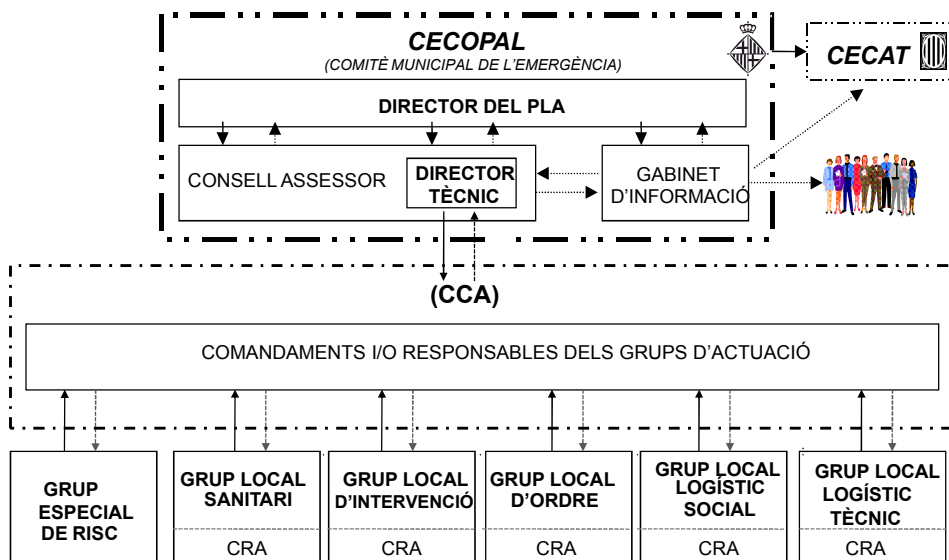 CECOPAL
(COMITÈ MUNICIPAL DE L'EMERGÈNCIA)
CECAT
DIRECTOR DEL PLA
CONSELL ASSESSOR
DIRECTOR
TÈCNIC
GABINET
D'INFORMACIÓ
(CCA)
COMANDAMENTS I/O RESPONSABLES DELS GRUPS D'ACTUACIÓ
GRUP
ESPECIAL
DE RISC
GRUP LOCAL
SANITARI
CRA
GRUP LOCAL
D'INTERVENCIÓ
CRA
GRUP LOCAL
D'ORDRE
CRA
GRUP LOCAL
LOGÍSTIC
SOCIAL
CRA
GRUP LOCAL
LOGÍSTIC
TÈCNIC
CRA